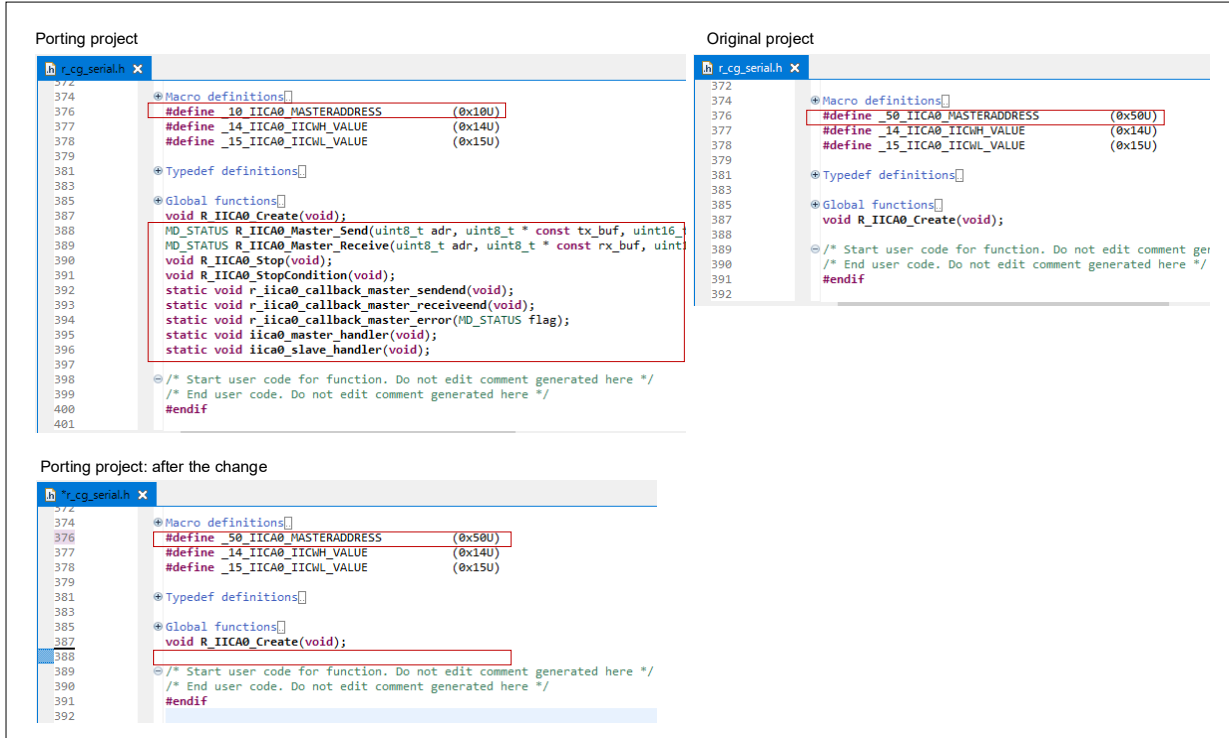 Porting project
.h r_cg_serial.h
372
374 Macro definitions
376 #define _10_IICA0_MASTERADDRESS (0x10U)
377 #define _14_IICA0_IICWH_VALUE (0x14U)
378 #define _15_IICA0_IICWL_VALUE (0x15U)
379
381 Typedef definitions
383
385 Global functions
387 void R_IICA0_Create(void);
388 MD_STATUS R_IICA0_Master_Send(uint8_t adr, uint8_t * const tx_buf, uint16_
389 MD_STATUS R_IICA0_Master_Receive(uint8_t adr, uint8_t * const rx_buf, uint
390 void R_IICA0_Stop(void);
391 void R_IICA0_StopCondition(void);
392 static void r_iica0_callback_master_sendend(void);
393 static void r_iica0_callback_master_receiveend(void);
394 static void r_iica0_callback_master_error(MD_STATUS flag);
395 static void iica0_master_handler(void);
396 static void iica0_slave_handler(void);
397
398 /* Start user code for function. Do not edit comment generated here */
399 /* End user code. Do not edit comment generated here */
400 #endif
401
Original project
.h r_cg_serial.h
372
374 Macro definitions
376 #define _50_IICA0_MASTERADDRESS (0x50U)
377 #define _14_IICA0_IICWH_VALUE (0x14U)
378 #define _15_IICA0_IICWL_VALUE (0x15U)
379
381 Typedef definitions
383
385 Global functions
387 void R_IICA0_Create(void);
388
389 /* Start user code for function. Do not edit comment ger
390 /* End user code. Do not edit comment generated here */
391 #endif
392
Porting project: after the change
.h *r_cg_serial.h
372
374 Macro definitions
376 #define _50_IICA0_MASTERADDRESS (0x50U)
377 #define _14_IICA0_IICWH_VALUE (0x14U)
378 #define _15_IICA0_IICWL_VALUE (0x15U)
379
381 Typedef definitions
383
385 Global functions
387 void R_IICA0_Create(void);
388
389 /* Start user code for function. Do not edit comment generated here */
390 /* End user code. Do not edit comment generated here */
391 #endif
392